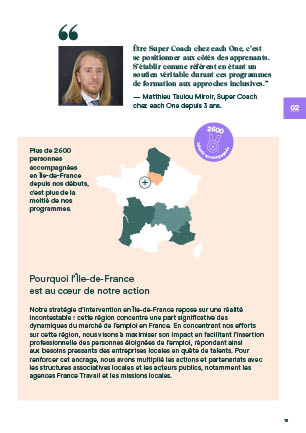 “
Être Super Coach chez each One, c’est
se positionner aux côtés des apprenants.
S’établir comme référent en étant un
soutien véritable durant ces programmes
de formation aux approches inclusives.”
— Matthieu Taulou Miroir, Super Coach
chez each One depuis 3 ans.
02
2600
talents accompagnés
Plus de 2600
personnes
accompagnées
en Île-de-France
depuis nos débuts,
c’est plus de la
moitié de nos
programmes.
+
Pourquoi l’Île-de-France
est au cœur de notre action
Notre stratégie d’intervention en Île-de-France repose sur une réalité
incontestable : cette région concentre une part significative des
dynamiques du marché de l’emploi en France. En concentrant nos efforts
sur cette région, nous visons à maximiser son impact en facilitant l’insertion
professionnelle des personnes éloignées de l’emploi, répondant ainsi
aux besoins pressants des entreprises locales en quête de talents. Pour
renforcer cet ancrage, nous avons multiplié les actions et partenariats avec
les structures associatives locales et les acteurs publics, notamment les
agences France Travail et les missions locales.